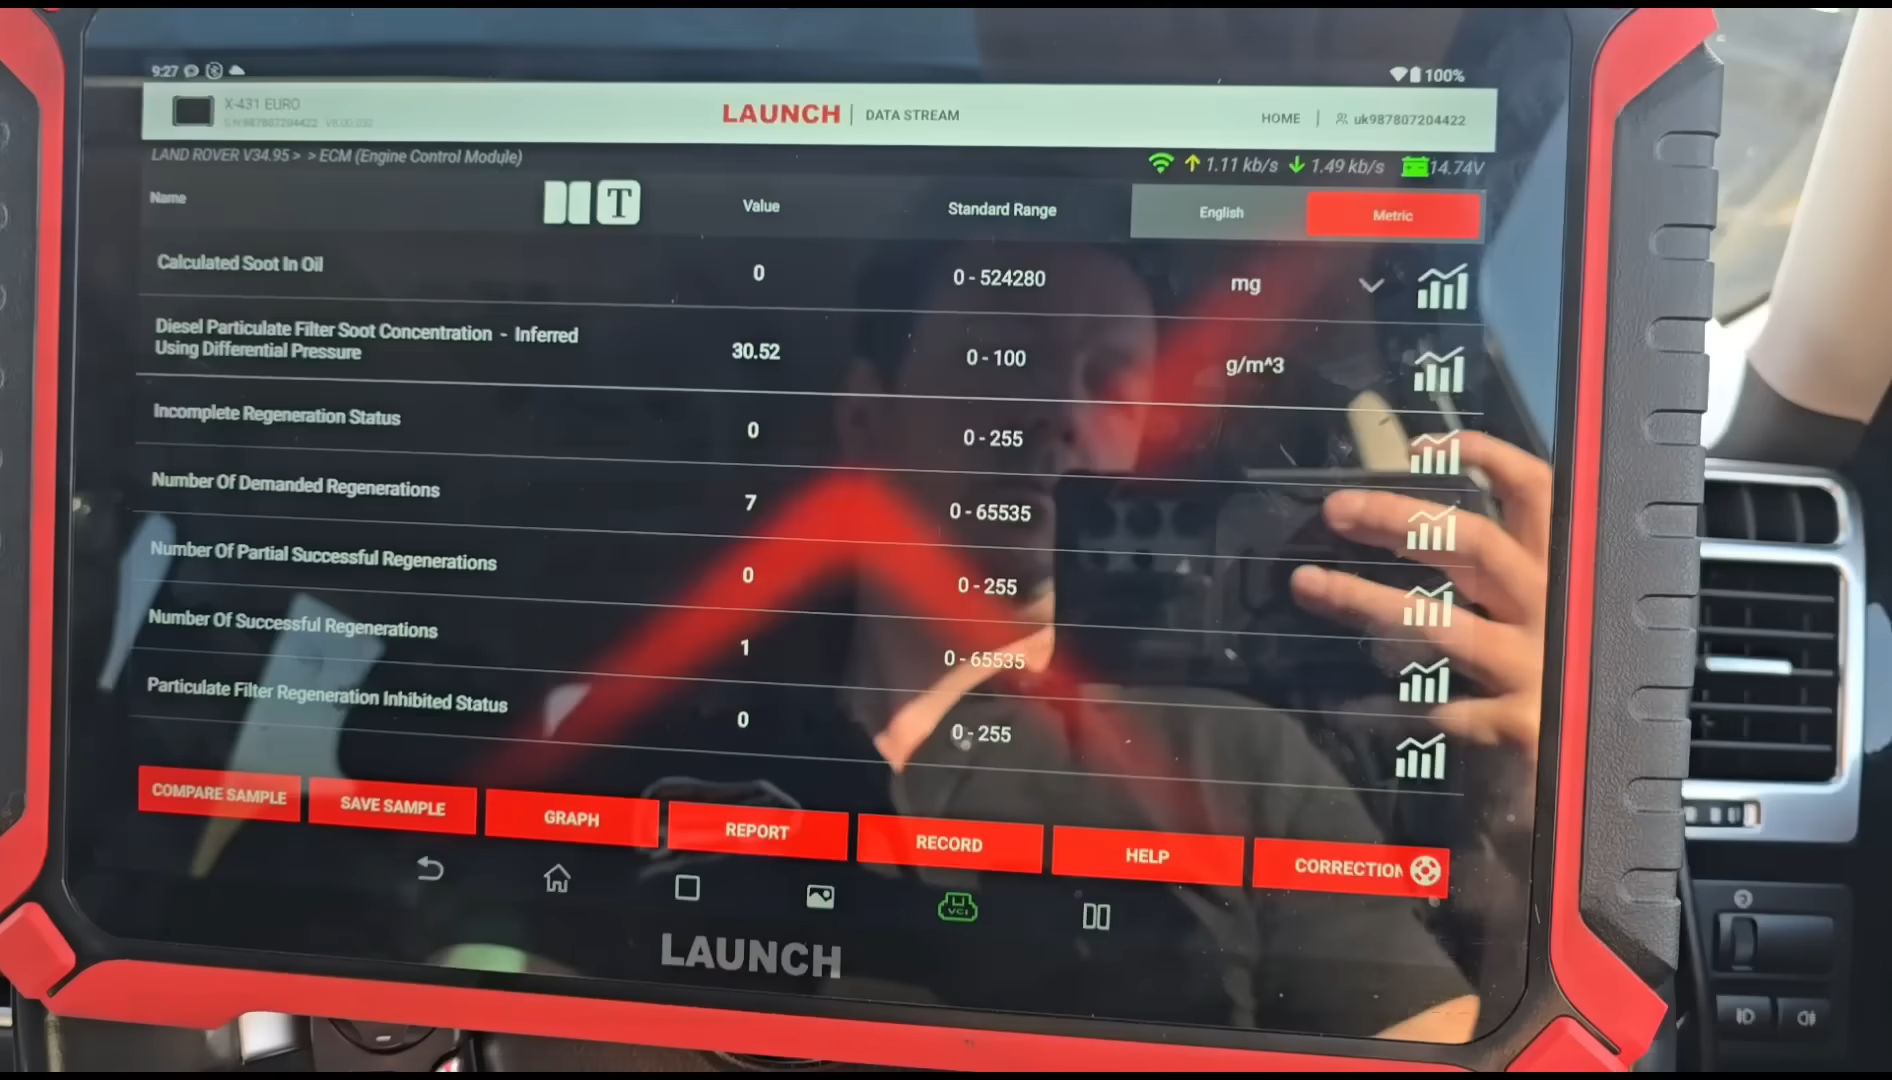 9:27
100%
X-431 EURO
S/N:987807204422
LAUNCH | DATA STREAM
HOME | uk987807204422
LAND ROVER V34.95 > > ECM (Engine Control Module)
1.11 kb/s 1.49 kb/s 14.74V
Name T Value Standard Range English Metric
Calculated Soot In Oil 0 0 - 524280 mg
Diesel Particulate Filter Soot Concentration - Inferred
Using Differential Pressure 30.52 0 - 100 g/m^3
Incomplete Regeneration Status 0 0 - 255
Number Of Demanded Regenerations 7 0 - 65535
Number Of Partial Successful Regenerations 0 0 - 255
Number Of Successful Regenerations 1 0 - 65535
Particulate Filter Regeneration Inhibited Status 0 0 - 255
COMPARE SAMPLE SAVE SAMPLE GRAPH REPORT RECORD HELP CORRECTION
VCI
LAUNCH